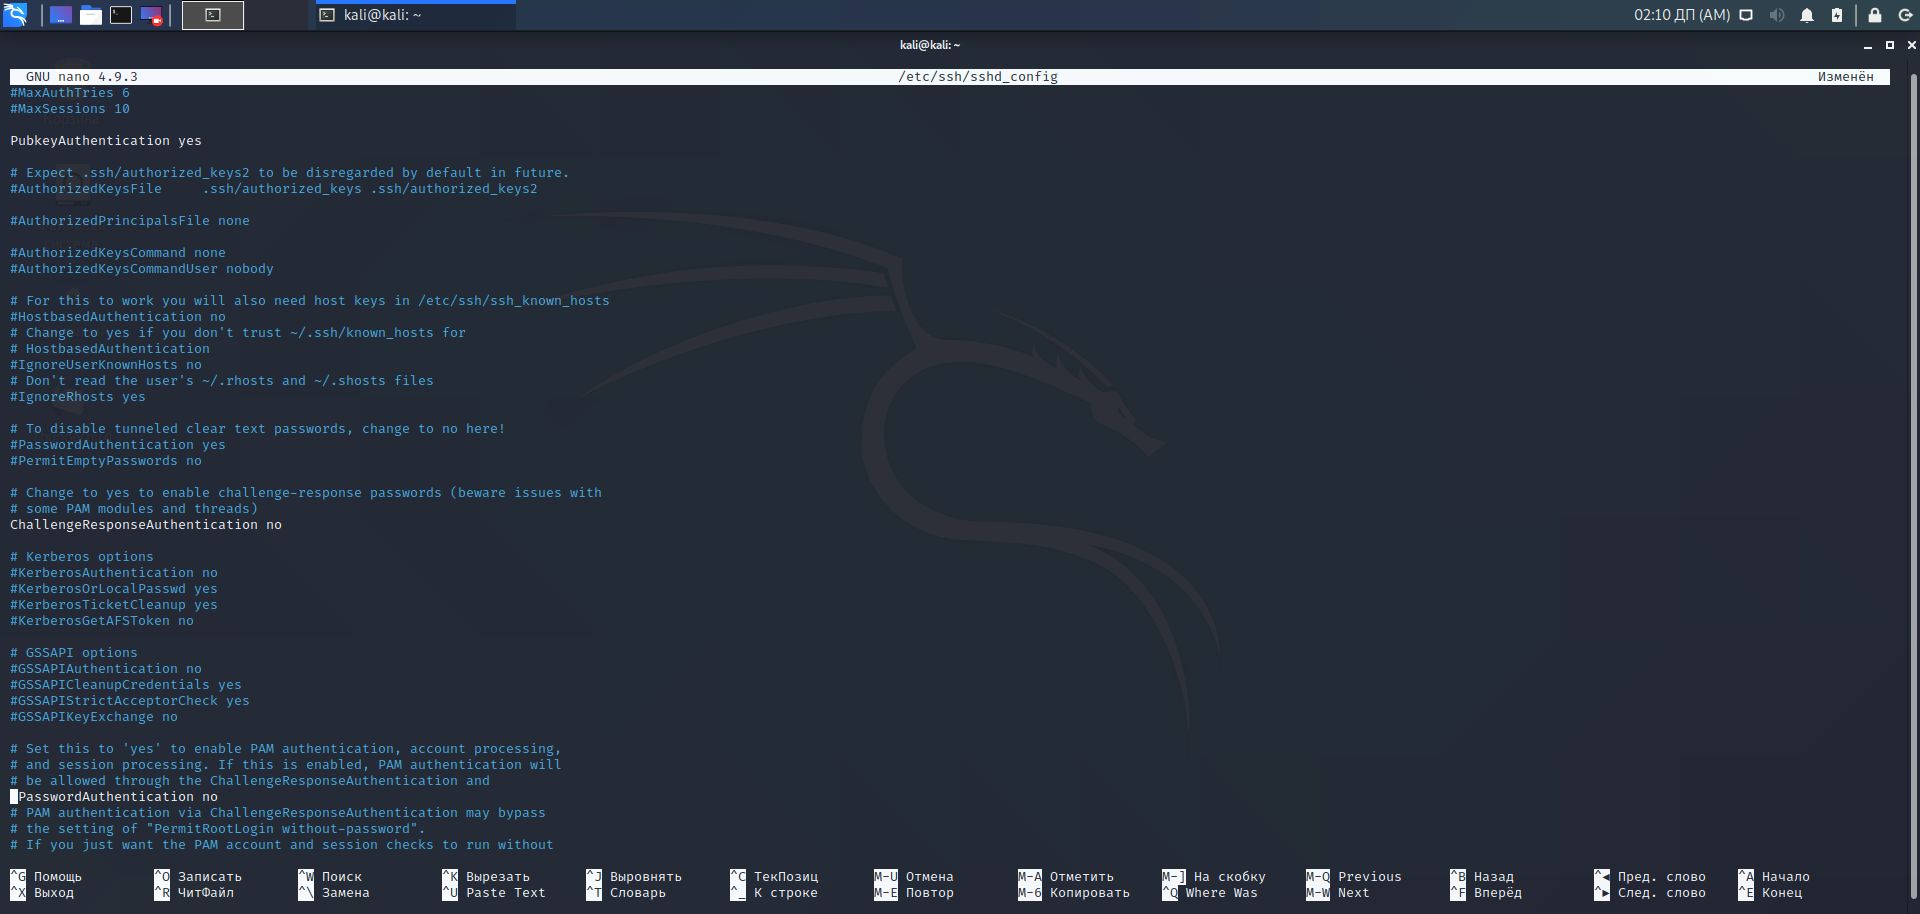 kali@kali: ~
02:10 ДП (AM)
kali@kali: ~
GNU nano 4.9.3 /etc/ssh/sshd_config Изменён
#MaxAuthTries 6
#MaxSessions 10
PubkeyAuthentication yes
# Expect .ssh/authorized_keys2 to be disregarded by default in future.
#AuthorizedKeysFile .ssh/authorized_keys .ssh/authorized_keys2
#AuthorizedPrincipalsFile none
#AuthorizedKeysCommand none
#AuthorizedKeysCommandUser nobody
# For this to work you will also need host keys in /etc/ssh/ssh_known_hosts
#HostbasedAuthentication no
# Change to yes if you don't trust ~/.ssh/known_hosts for
# HostbasedAuthentication
#IgnoreUserKnownHosts no
# Don't read the user's ~/.rhosts and ~/.shosts files
#IgnoreRhosts yes
# To disable tunneled clear text passwords, change to no here!
#PasswordAuthentication yes
#PermitEmptyPasswords no
# Change to yes to enable challenge-response passwords (beware issues with
# some PAM modules and threads)
ChallengeResponseAuthentication no
# Kerberos options
#KerberosAuthentication no
#KerberosOrLocalPasswd yes
#KerberosTicketCleanup yes
#KerberosGetAFSToken no
# GSSAPI options
#GSSAPIAuthentication no
#GSSAPICleanupCredentials yes
#GSSAPIStrictAcceptorCheck yes
#GSSAPIKeyExchange no
# Set this to 'yes' to enable PAM authentication, account processing,
# and session processing. If this is enabled, PAM authentication will
# be allowed through the ChallengeResponseAuthentication and
PasswordAuthentication no
# PAM authentication via ChallengeResponseAuthentication may bypass
# the setting of "PermitRootLogin without-password".
# If you just want the PAM account and session checks to run without
^G Помощь ^O Записать ^W Поиск ^K Вырезать ^J Выровнять ^C ТекПозиц M-U Отмена M-A Отметить M-] На скобку M-Q Previous ^B Назад ^◂ Пред. слово ^A Начало
^X Выход ^R ЧитФайл ^\ Замена ^U Paste Text ^T Словарь ^_ К строке M-E Повтор M-6 Копировать ^Q Where Was M-W Next ^F Вперёд ^▸ След. слово ^E Конец